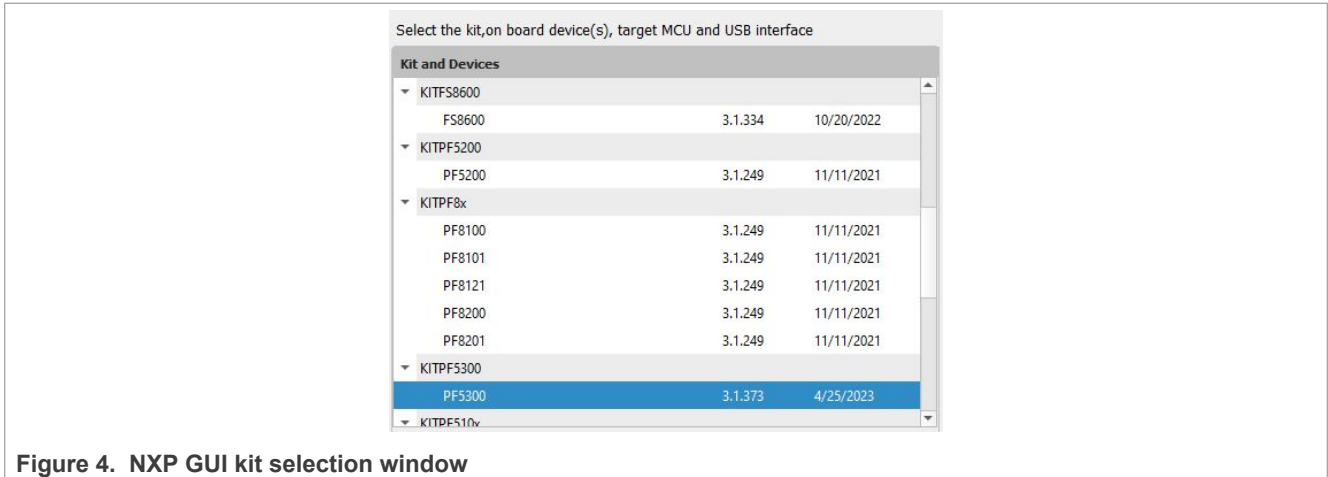 Select the kit,on board device(s), target MCU and USB interface
Kit and Devices
KITFS8600
FS8600 3.1.334 10/20/2022
KITPF5200
PF5200 3.1.249 11/11/2021
KITPF8x
PF8100 3.1.249 11/11/2021
PF8101 3.1.249 11/11/2021
PF8121 3.1.249 11/11/2021
PF8200 3.1.249 11/11/2021
PF8201 3.1.249 11/11/2021
KITPF5300
PF5300 3.1.373 4/25/2023
KITPF510x
Figure 4. NXP GUI kit selection window